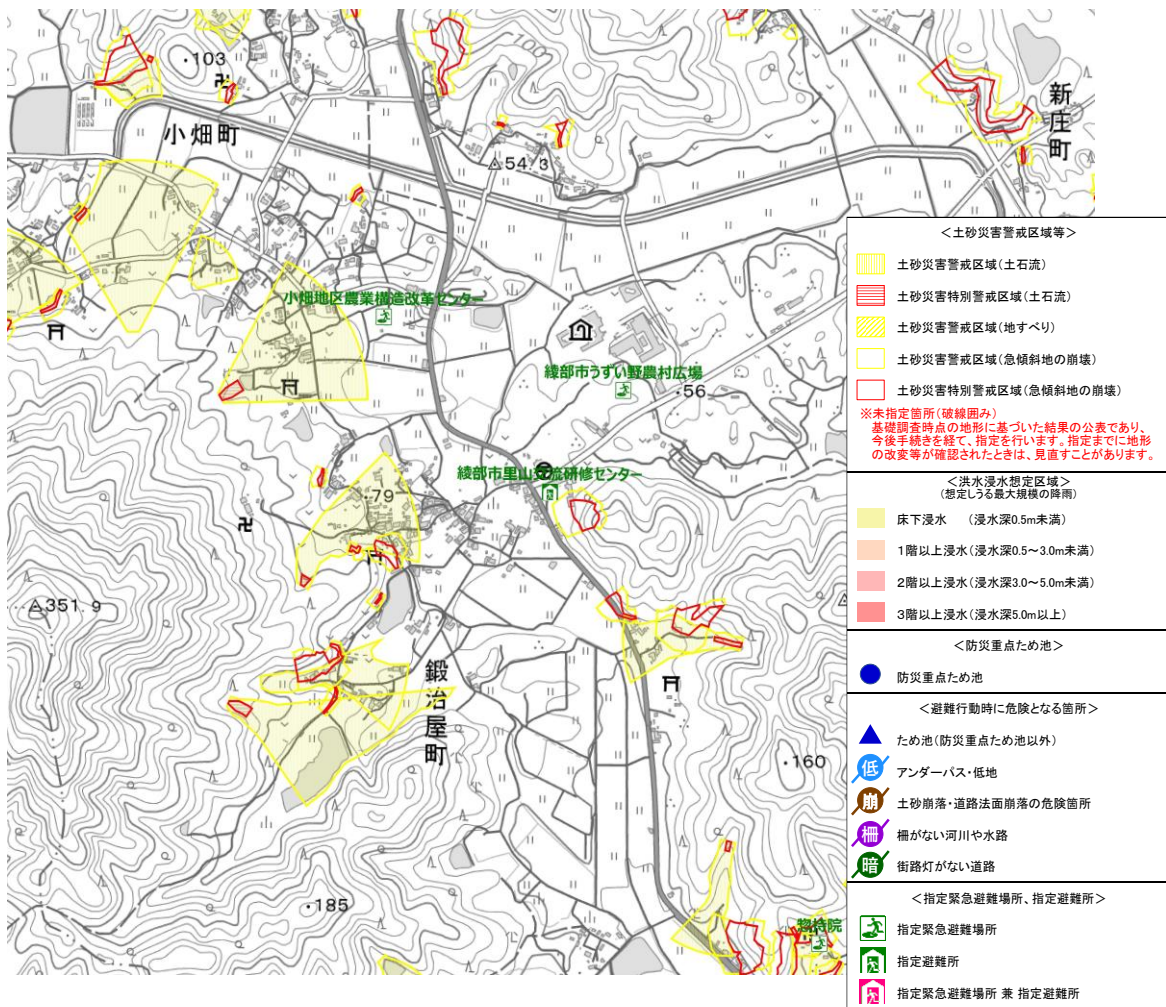 ・103
小畑町
新庄町
54.3
小畑地区農業構造改革センター
綾部市うずい野農村広場
・56
綾部市里山交流研修センター
・79
351.9
鍛治屋町
・160
・185
惣持院
＜土砂災害警戒区域等＞
土砂災害警戒区域（土石流）
土砂災害特別警戒区域（土石流）
土砂災害警戒区域（地すべり）
土砂災害警戒区域（急傾斜地の崩壊）
土砂災害特別警戒区域（急傾斜地の崩壊）
※未指定箇所（破線囲み）
基礎調査時点の地形に基づいた結果の公表であり、
今後手続きを経て、指定を行います。指定までに地形
の改変等が確認されたときは、見直すことがあります。
＜洪水浸水想定区域＞
（想定しうる最大規模の降雨）
床下浸水　（浸水深0.5m未満）
1階以上浸水（浸水深0.5～3.0m未満）
2階以上浸水（浸水深3.0～5.0m未満）
3階以上浸水（浸水深5.0m以上）
＜防災重点ため池＞
防災重点ため池
＜避難行動時に危険となる箇所＞
ため池（防災重点ため池以外）
低 アンダーパス・低地
崩 土砂崩落・道路法面崩落の危険箇所
柵 柵がない河川や水路
暗 街路灯がない道路
＜指定緊急避難場所、指定避難所＞
指定緊急避難場所
指定避難所
指定緊急避難場所 兼 指定避難所